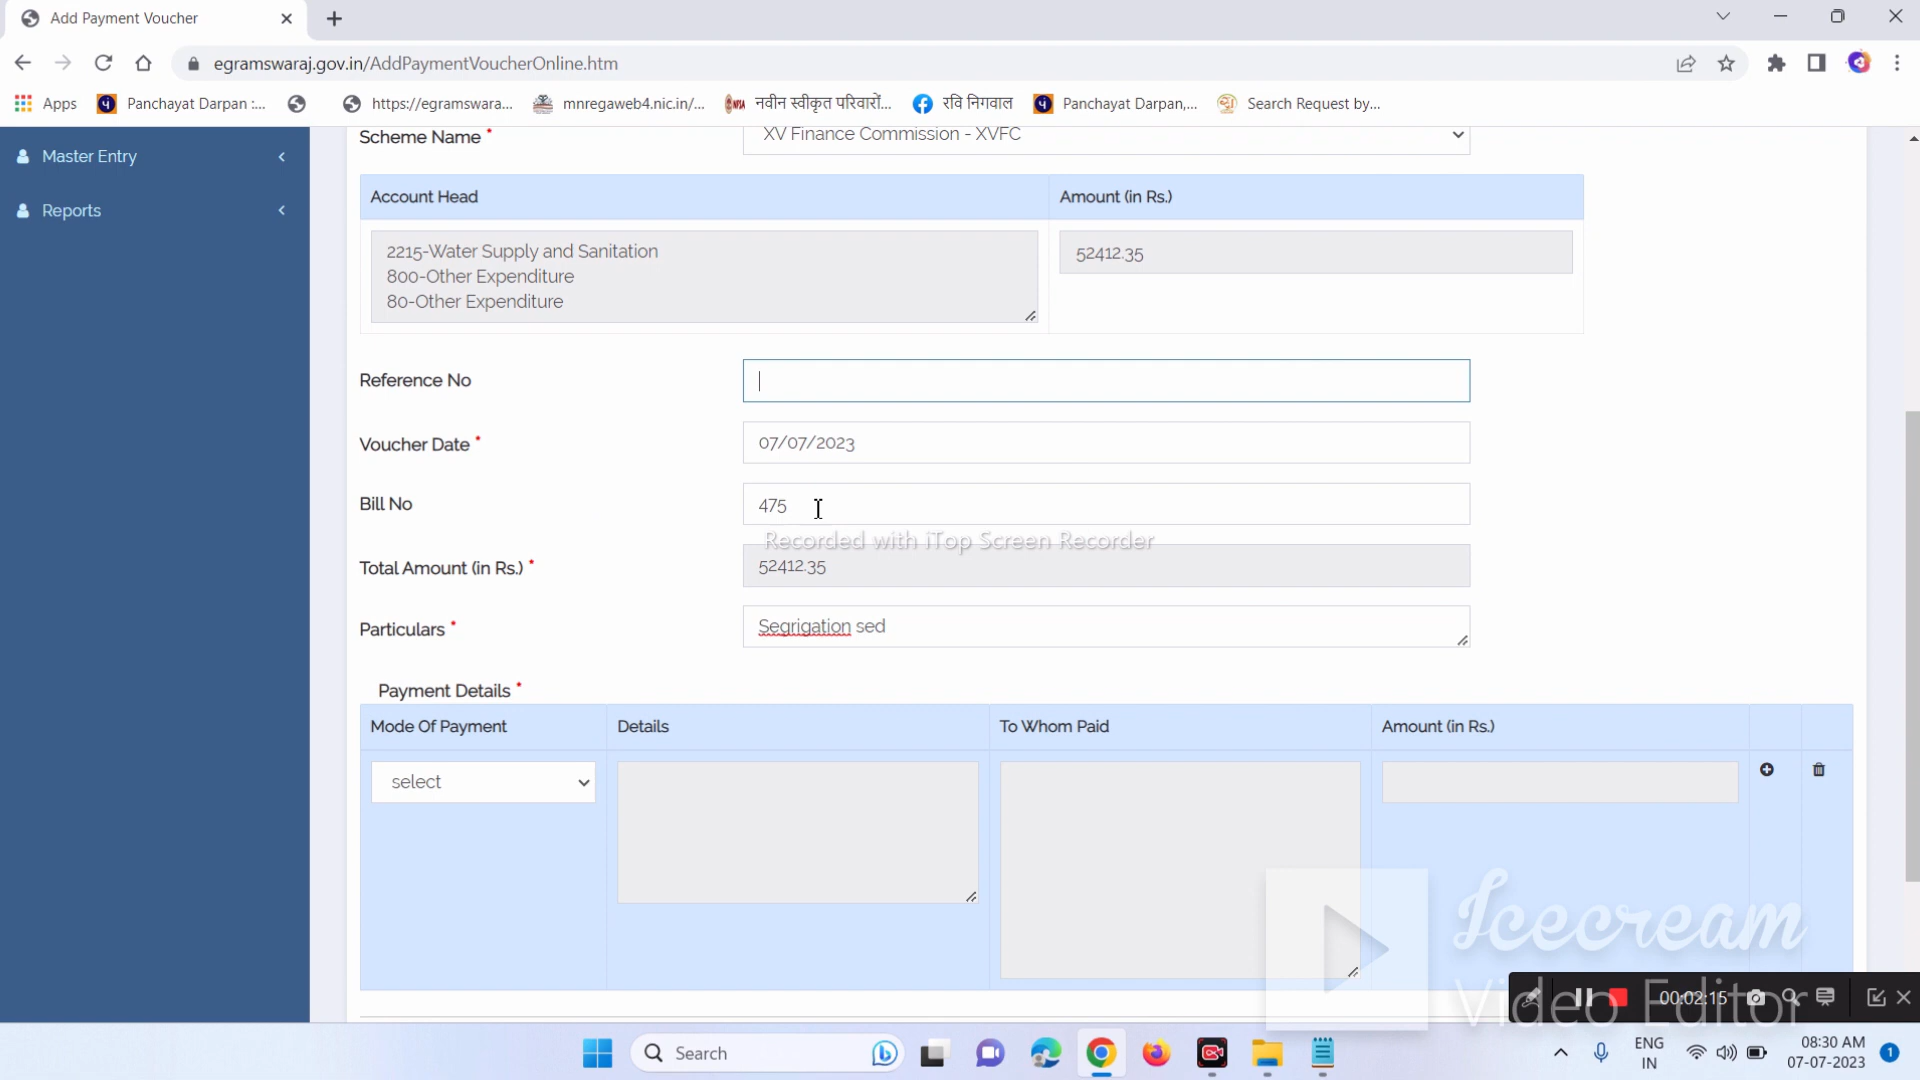 Add Payment Voucher
egramswaraj.gov.in/AddPaymentVoucherOnline.htm
Apps
Panchayat Darpan :...
https://egramswara...
mnregaweb4.nic.in/...
नवीन स्वीकृत परिवारों...
रवि निगवाल
Panchayat Darpan,...
Search Request by...
Master Entry
Reports
Scheme Name *
XV Finance Commission - XVFC
Account Head
Amount (in Rs.)
2215-Water Supply and Sanitation
800-Other Expenditure
80-Other Expenditure
52412.35
Reference No
Voucher Date *
07/07/2023
Bill No
475
Recorded with iTop Screen Recorder
Total Amount (in Rs.) *
52412.35
Particulars *
Segrigation sed
Payment Details *
Mode Of Payment
Details
To Whom Paid
Amount (in Rs.)
select
Icecream
Video Editor
00:02:15
Search
ENG
IN
08:30 AM
07-07-2023
1